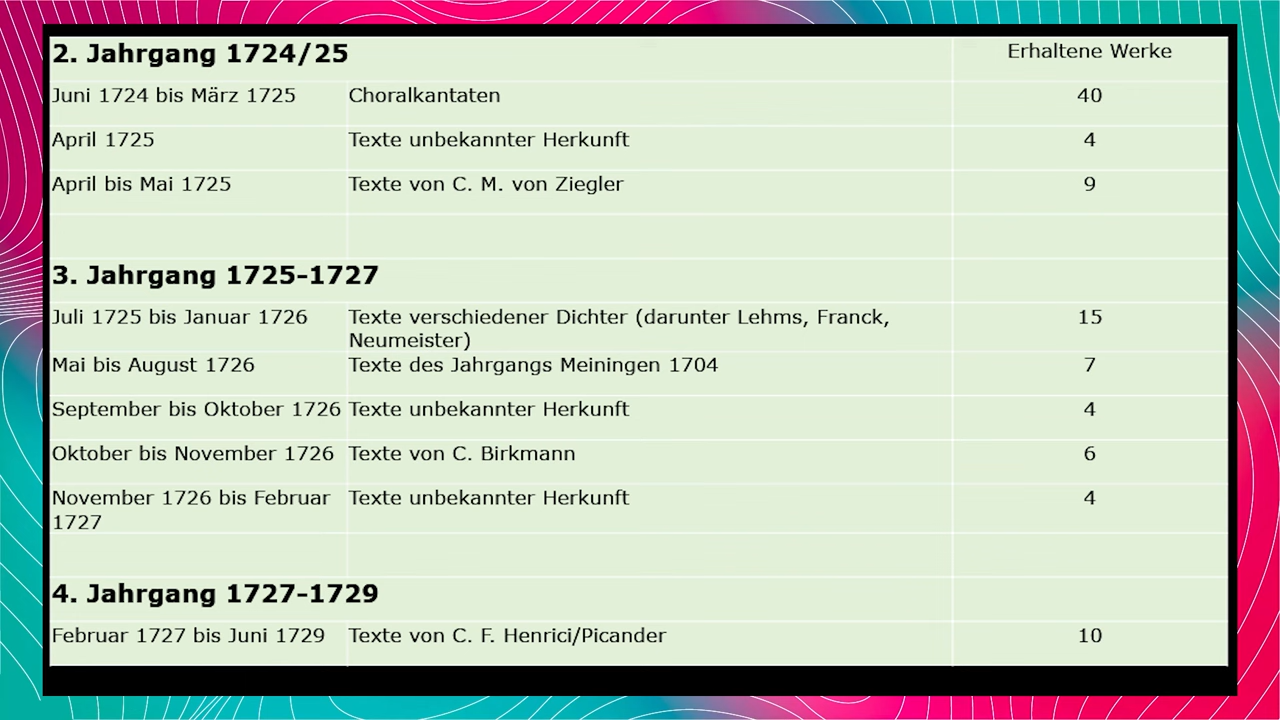 2. Jahrgang 1724/25 Erhaltene Werke
Juni 1724 bis März 1725 Choralkantaten 40
April 1725 Texte unbekannter Herkunft 4
April bis Mai 1725 Texte von C. M. von Ziegler 9
3. Jahrgang 1725-1727
Juli 1725 bis Januar 1726 Texte verschiedener Dichter (darunter Lehms, Franck, 15
Neumeister)
Mai bis August 1726 Texte des Jahrgangs Meiningen 1704 7
September bis Oktober 1726 Texte unbekannter Herkunft 4
Oktober bis November 1726 Texte von C. Birkmann 6
November 1726 bis Februar Texte unbekannter Herkunft 4
1727
4. Jahrgang 1727-1729
Februar 1727 bis Juni 1729 Texte von C. F. Henrici/Picander 10